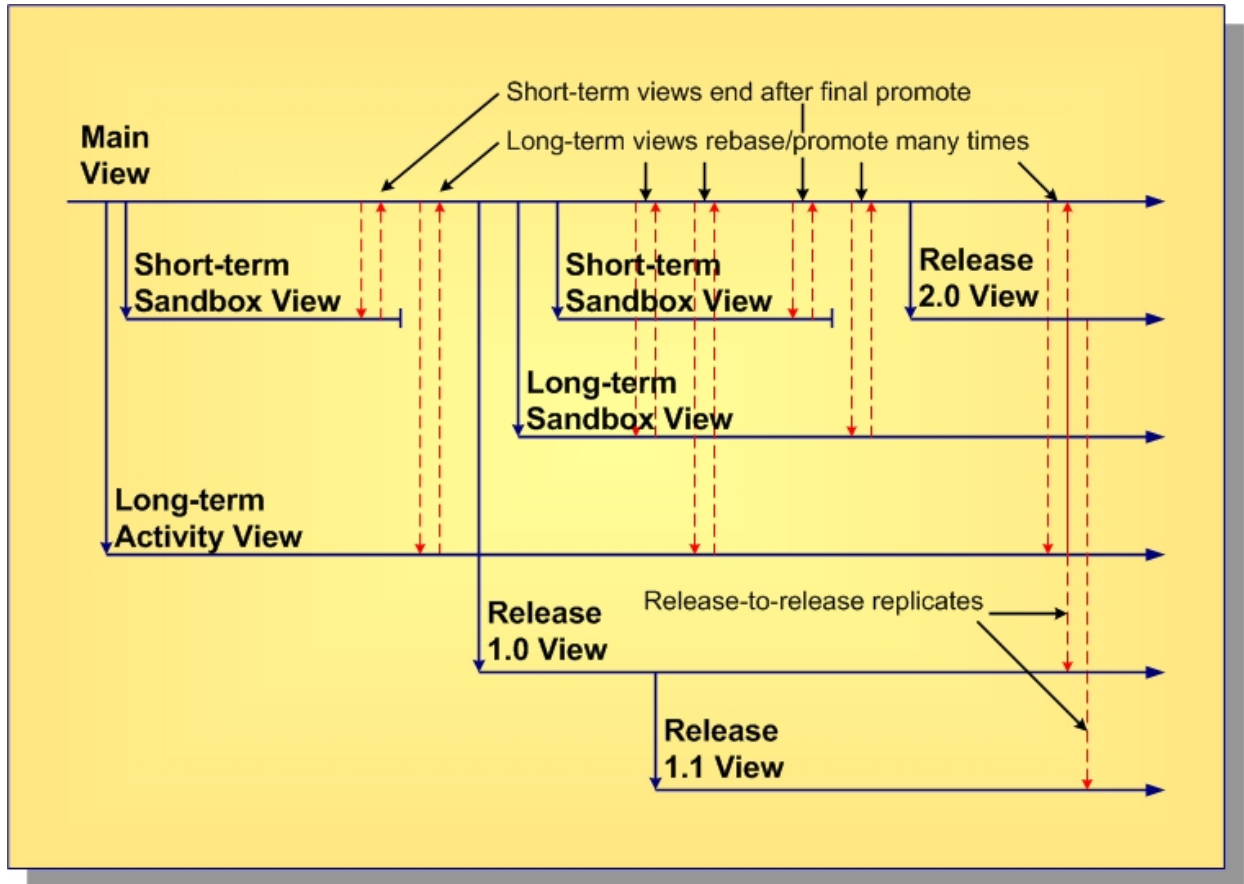 Short-term views end after final promote
Long-term views rebase/promote many times
Main
View
Short-term
Sandbox View
Short-term
Sandbox View
Release
2.0 View
Long-term
Sandbox View
Long-term
Activity View
Release-to-release replicates
Release
1.0 View
Release
1.1 View